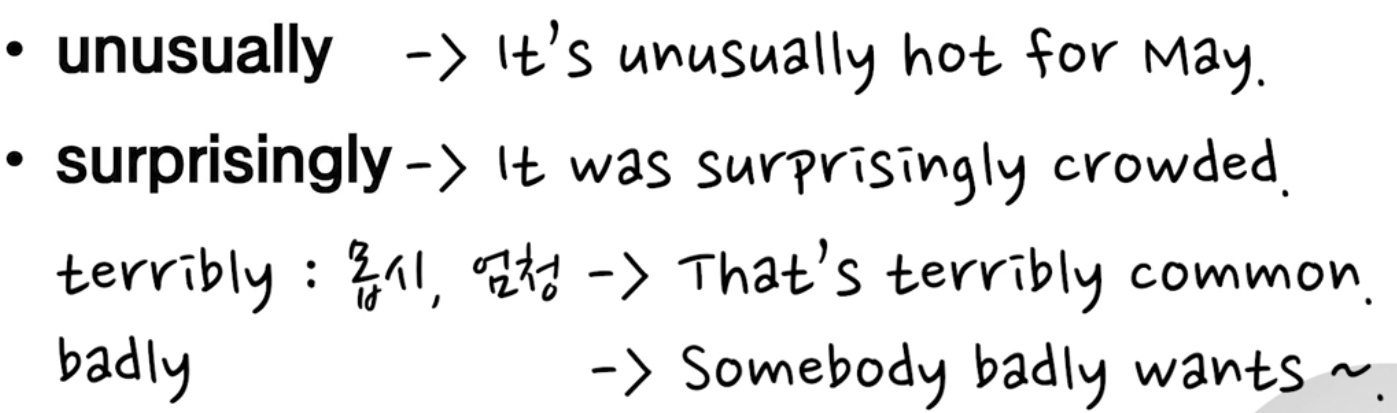 • unusually -> It's unusually hot for May.
• surprisingly -> It was surprisingly crowded.
terribly : 몹시, 엄청 -> That's terribly common.
badly -> Somebody badly wants ~.